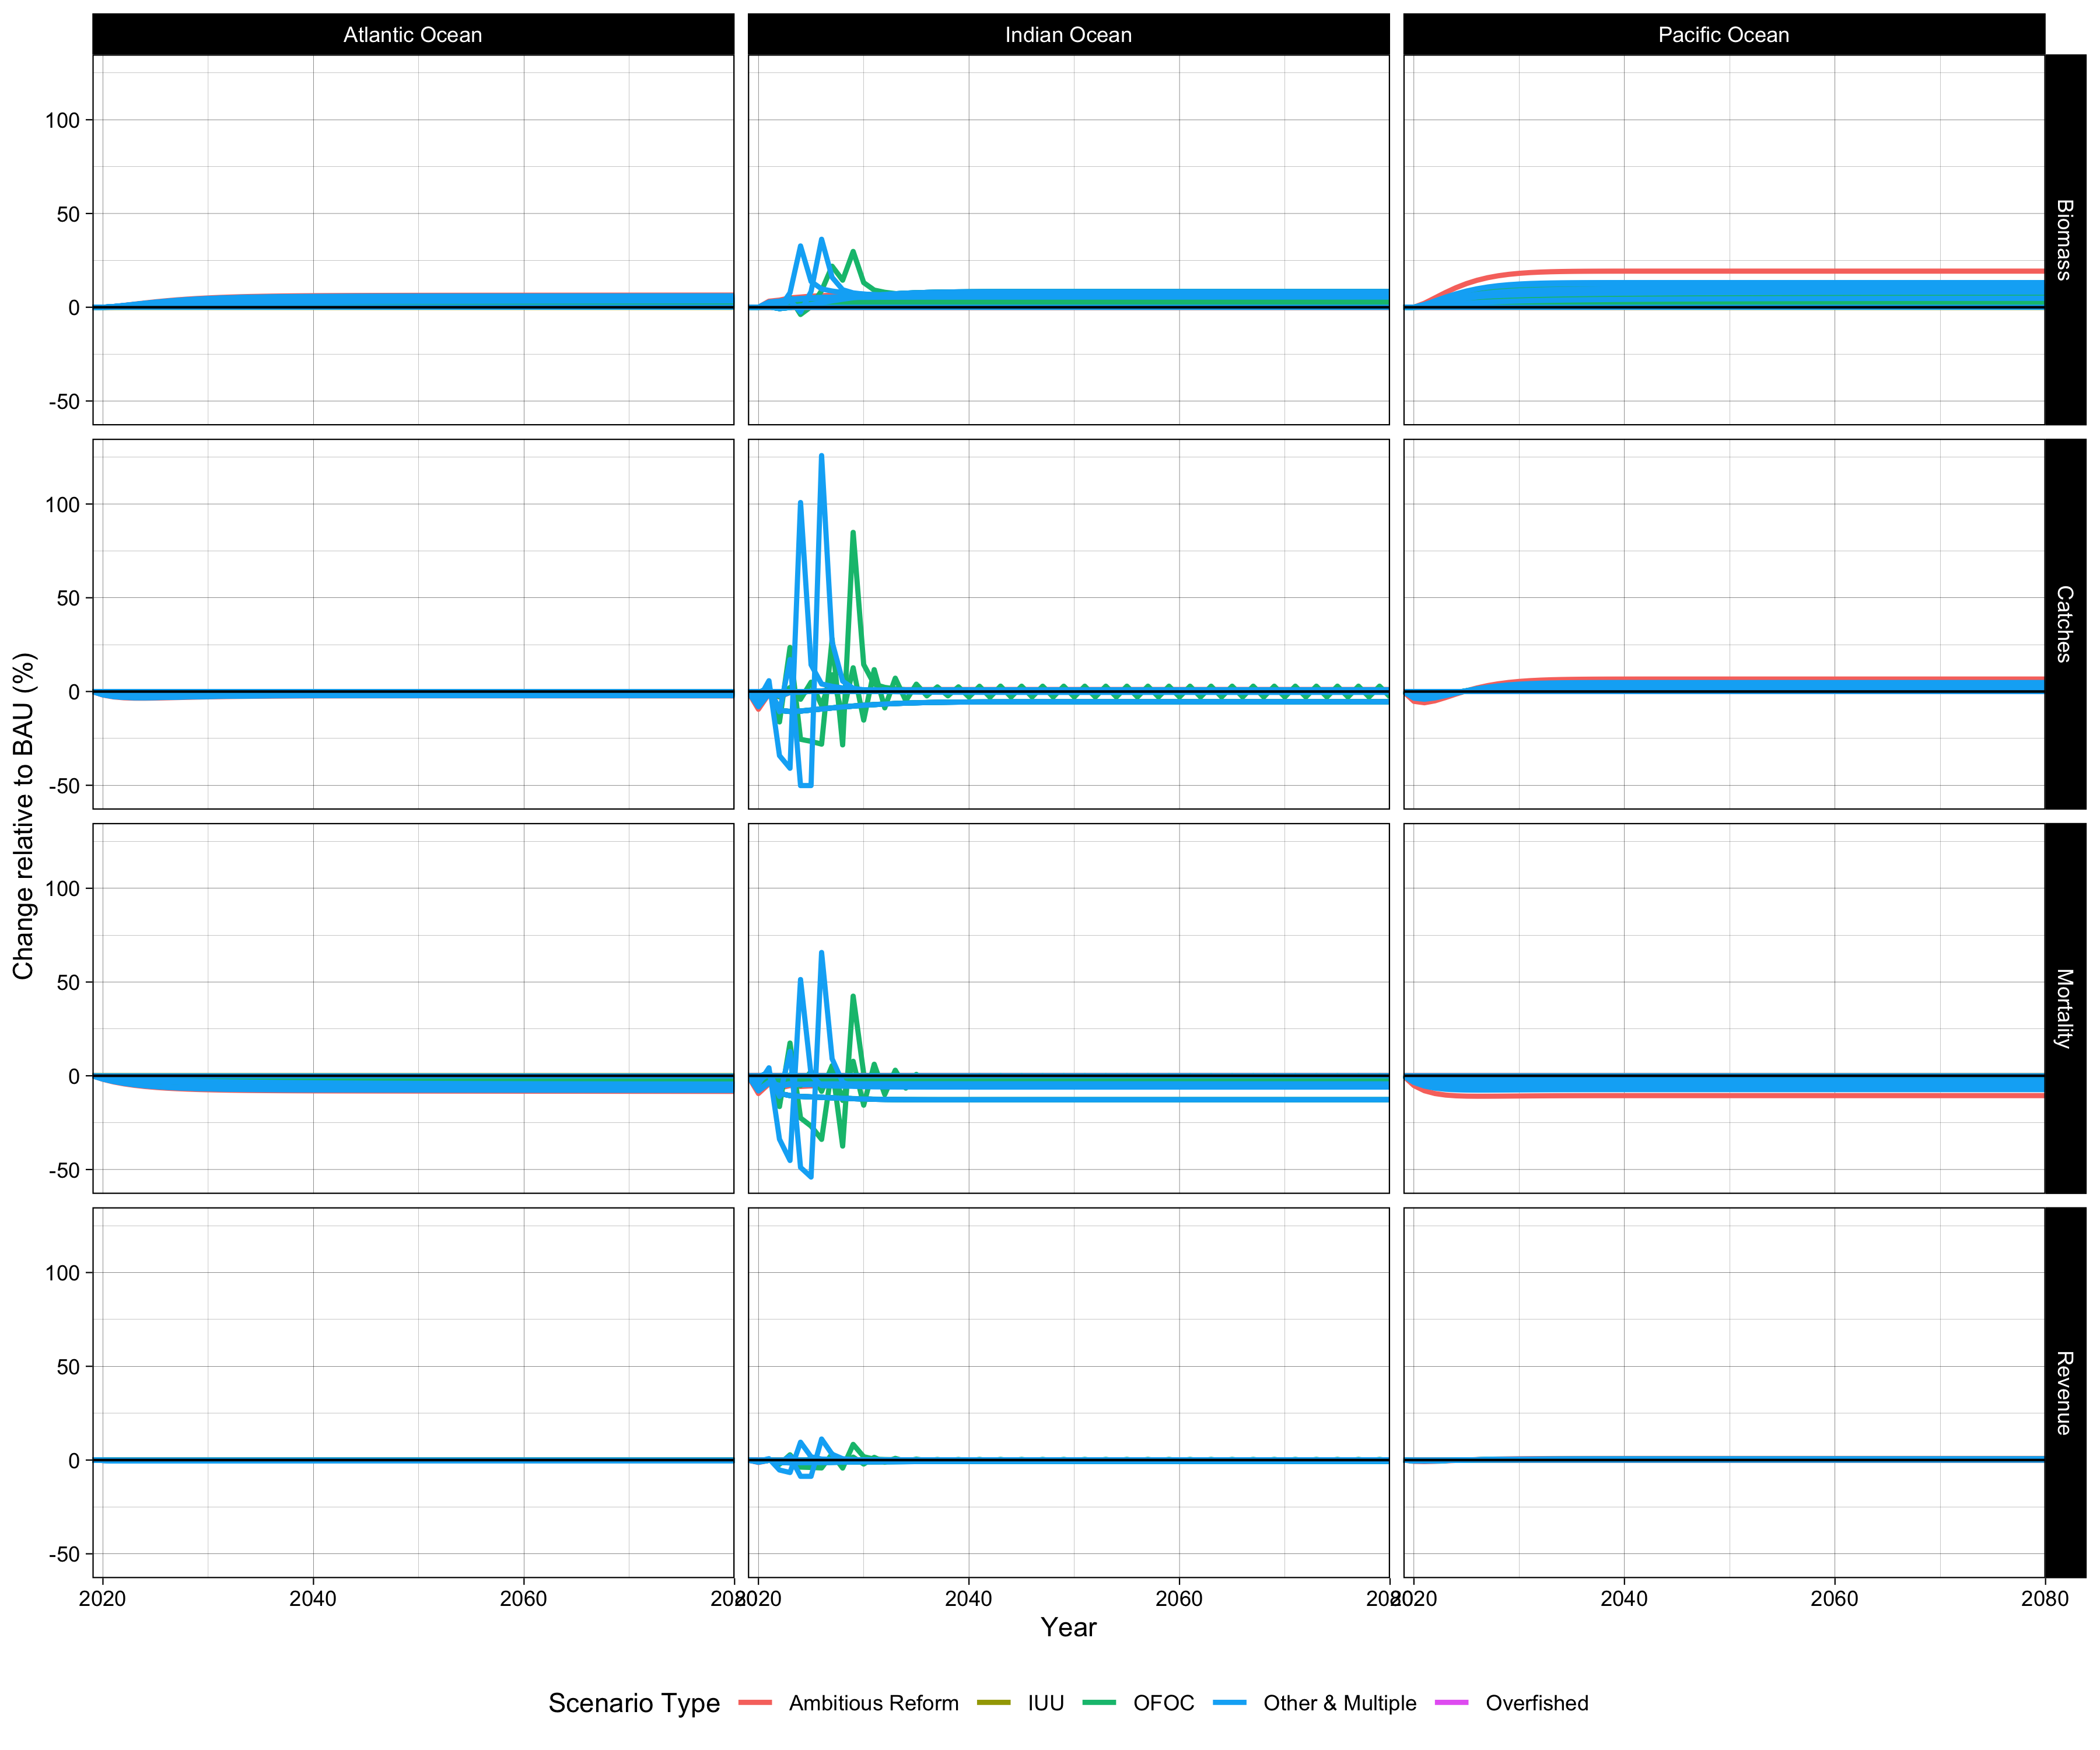 Atlantic Ocean Indian Ocean Pacific Ocean
100
50
0
-50
Biomass
100
50
0
-50
Catches
Change relative to BAU (%)
100
50
0
-50
Mortality
100
50
0
-50
Revenue
2020 2040 2060 2080 2020 2040 2060 2080 2020 2040 2060 2080
Year
Scenario Type Ambitious Reform IUU OFOC Other & Multiple Overfished